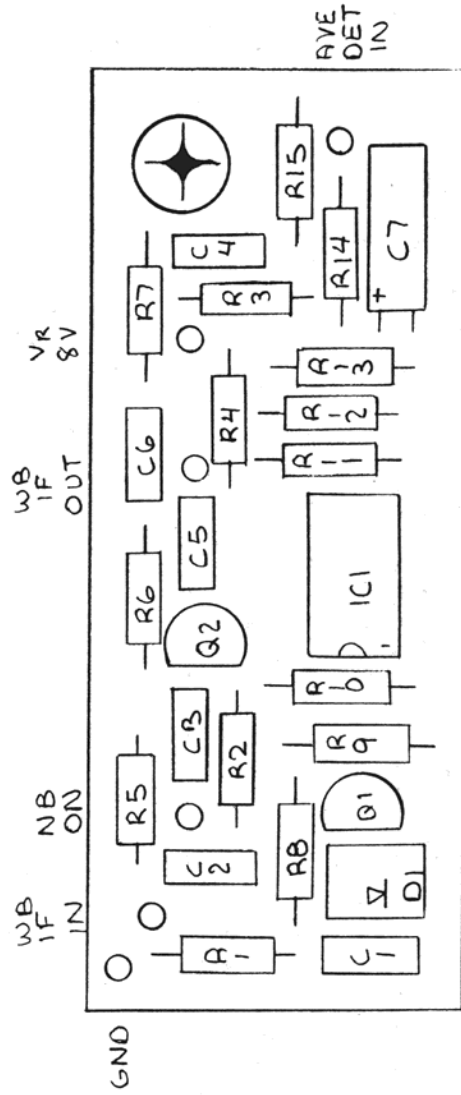 GND
WB
IF
IN
NB
ON
WB
IF
OUT
VR
8V
AVE
DET
IN
R5
R6
C6
R7
C2
C3
Q2
C5
C4
R2
R4
R3
R1
R8
R10
R11
R12
R13
R15
R14
C1
D1
Q1
R9
IC1
1
+
C7